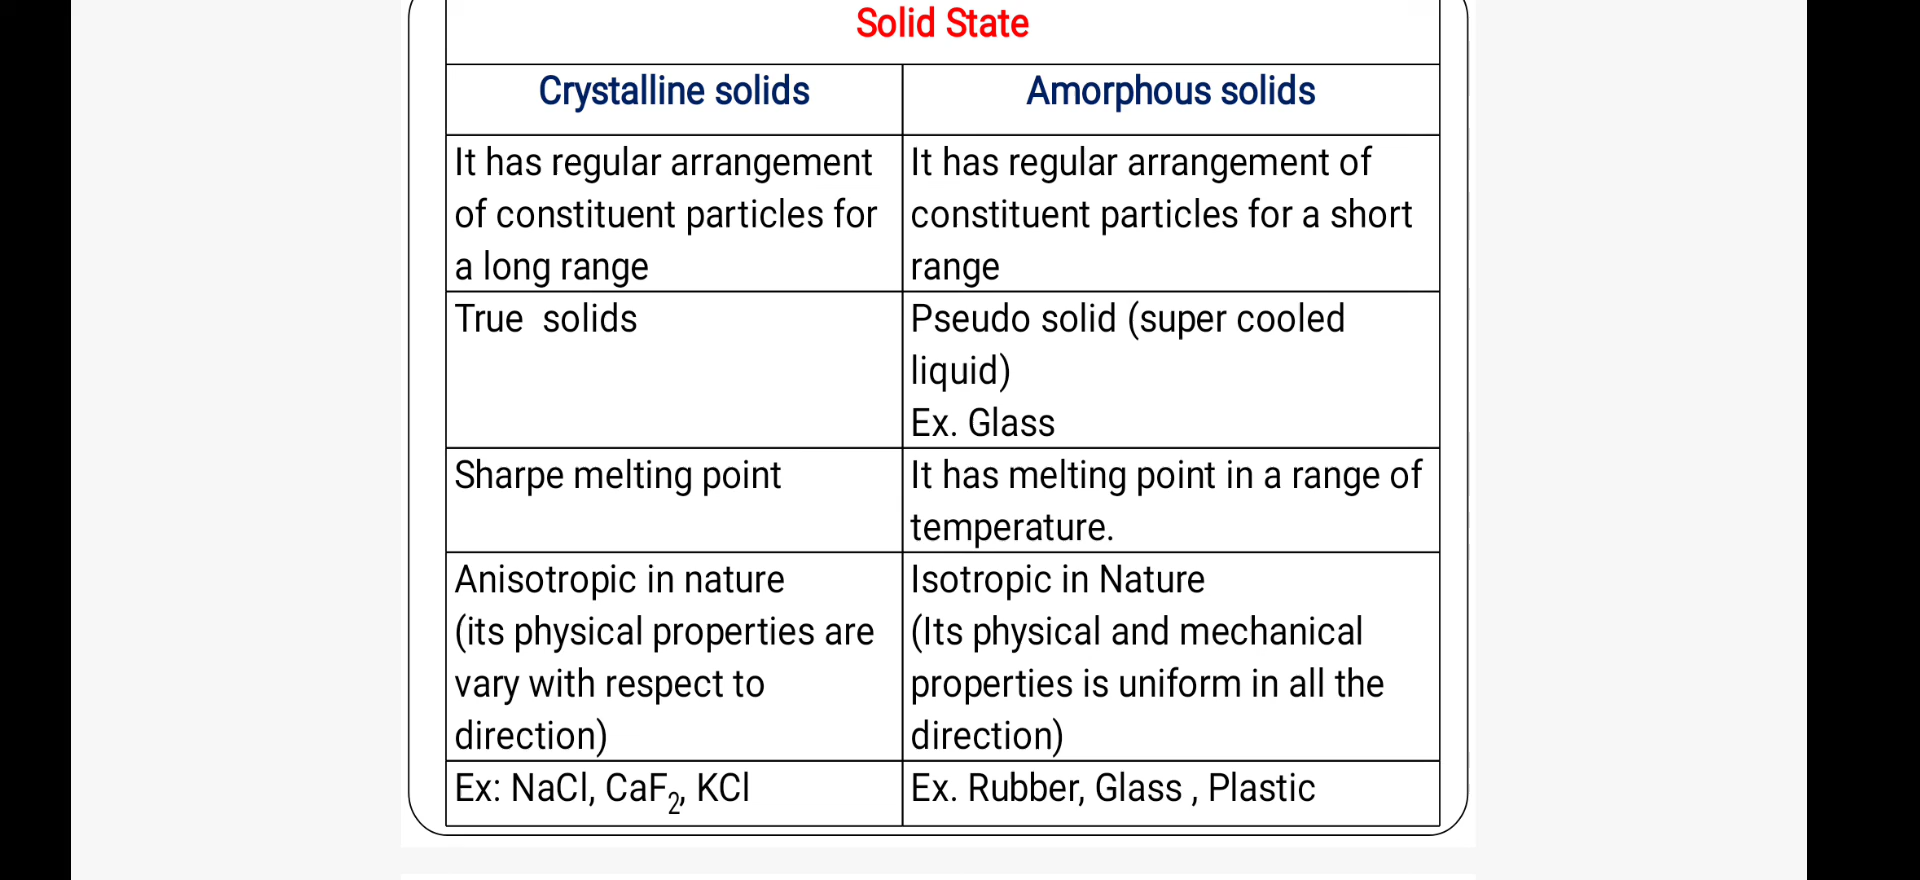 Solid State
Crystalline solids
Amorphous solids
It has regular arrangement
of constituent particles for
a long range
It has regular arrangement of
constituent particles for a short
range
True  solids
Pseudo solid (super cooled
liquid)
Ex. Glass
Sharpe melting point
It has melting point in a range of
temperature.
Anisotropic in nature
(its physical properties are
vary with respect to
direction)
Isotropic in Nature
(Its physical and mechanical
properties is uniform in all the
direction)
Ex: NaCl, CaF₂, KCl
Ex. Rubber, Glass , Plastic